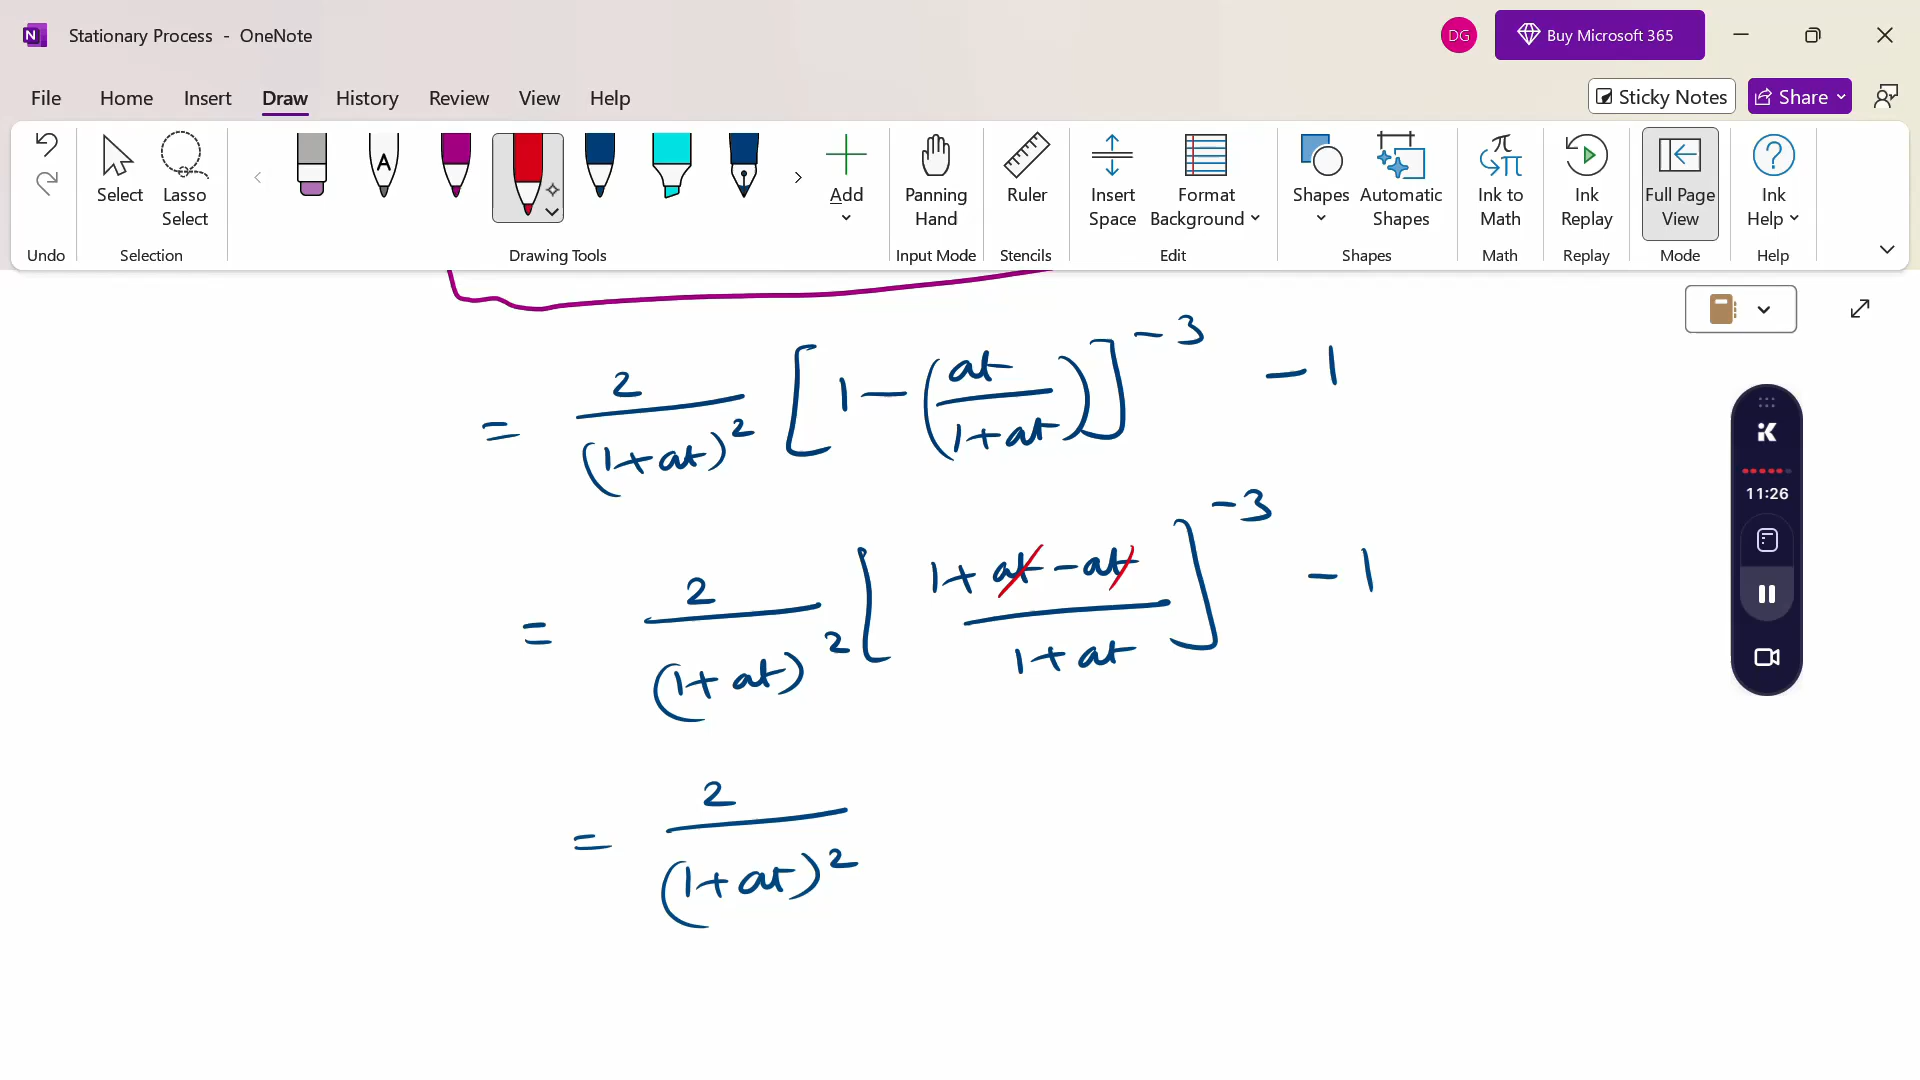 Stationary Process - OneNote
DG
Buy Microsoft 365
File Home Insert Draw History Review View Help
Sticky Notes
Share
A
Select
Lasso Select
Add
Panning Hand
Ruler
Insert Space
Format Background
Shapes
Automatic Shapes
Ink to Math
Ink Replay
Full Page View
Ink Help
Undo
Selection
Drawing Tools
Input Mode
Stencils
Edit
Shapes
Math
Replay
Mode
Help
11:26
= 2/(1+at)^2 [1-(at/1+at)]^-3 -1
= 2/(1+at)^2 [1+at-at/1+at]^-3 -1
= 2/(1+at)^2